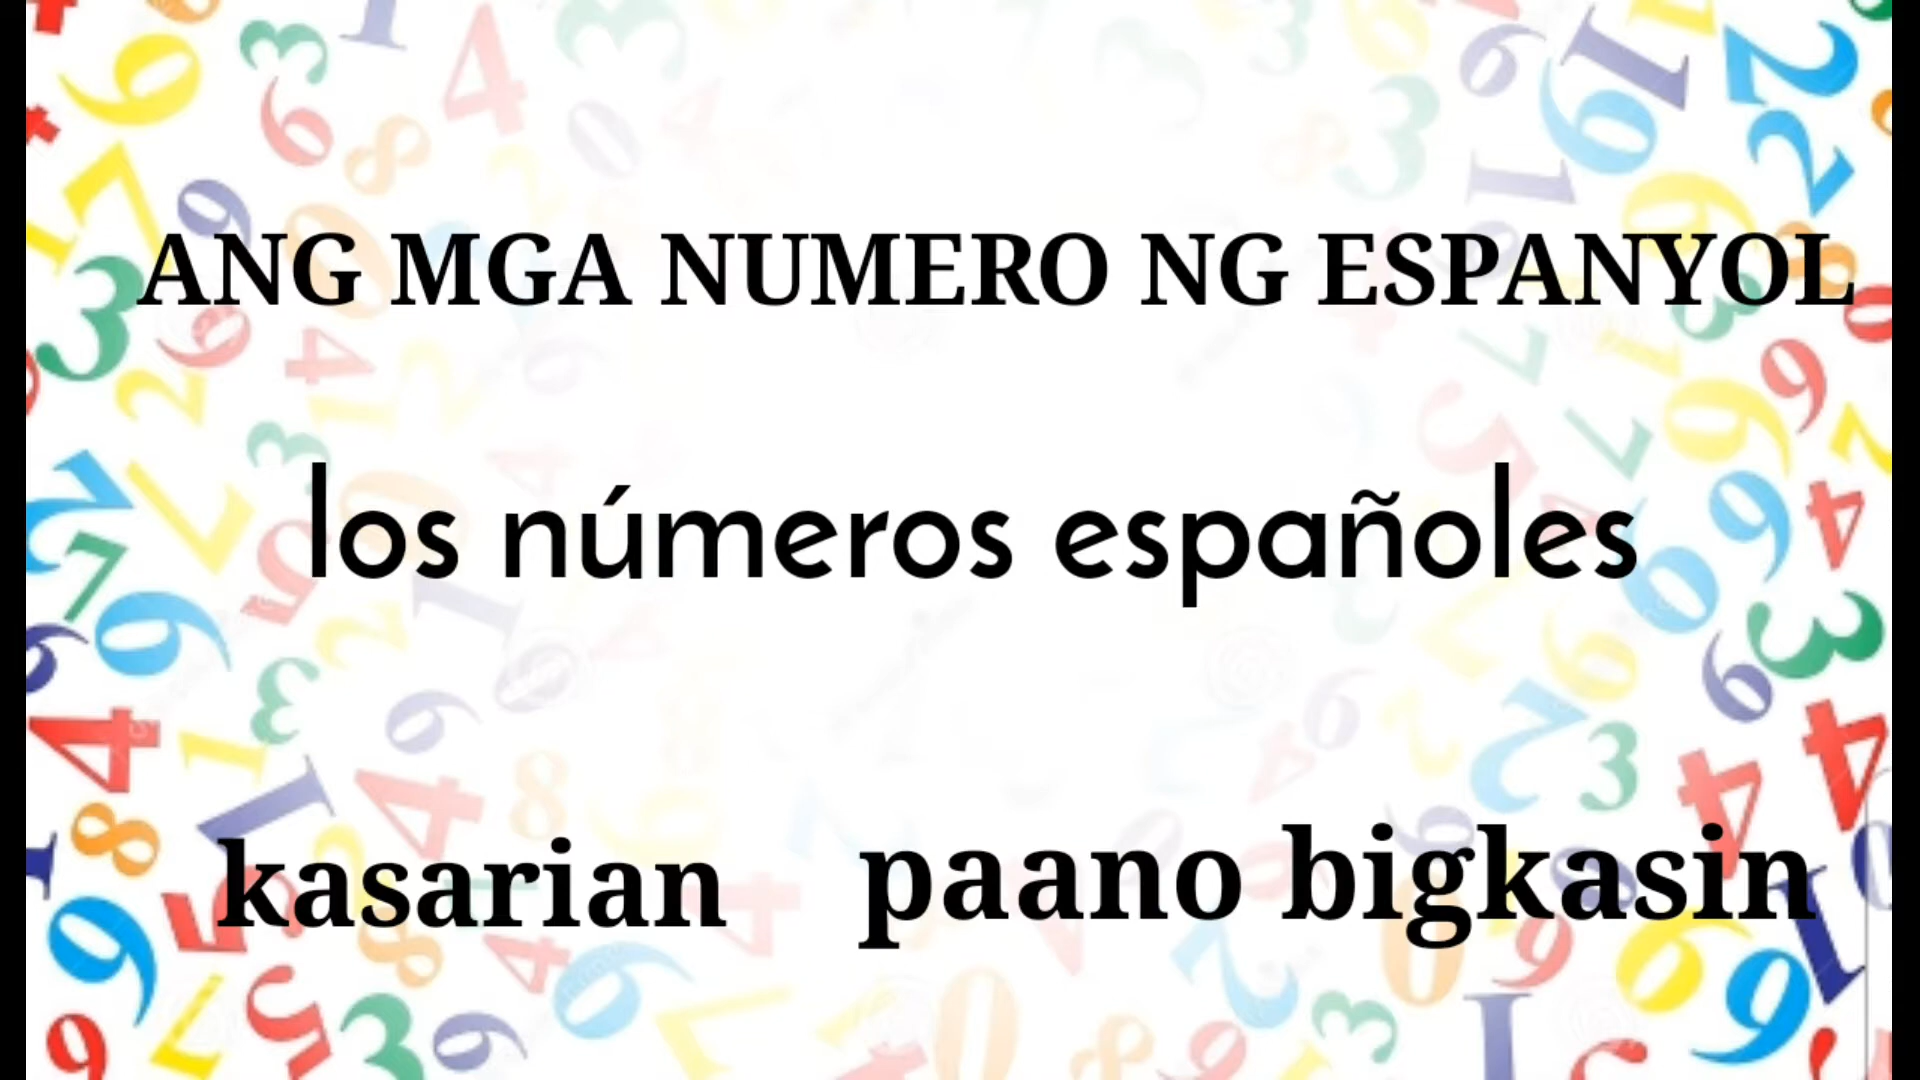 ANG MGA NUMERO NG ESPANYOL
los números españoles
kasarian paano bigkasin